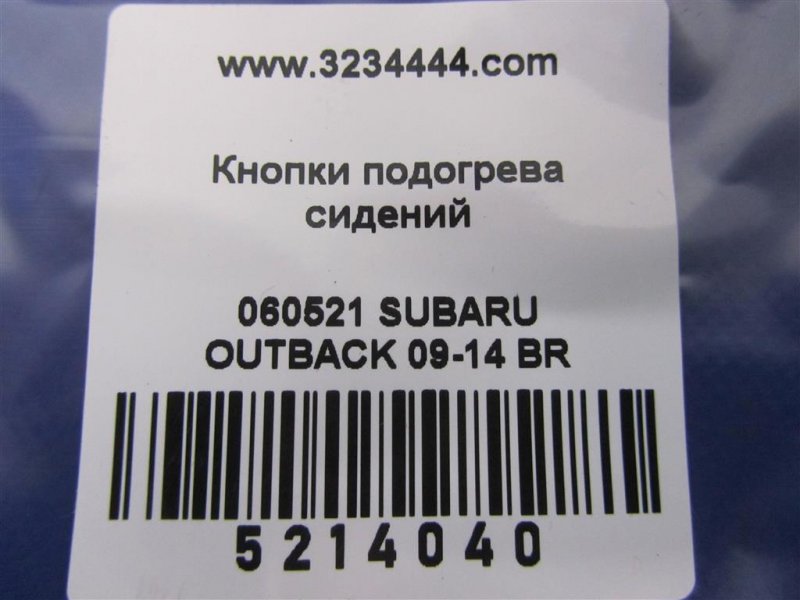 www.3234444.com
Кнопки подогрева
сидений
060521 SUBARU
OUTBACK 09-14 BR
5214040